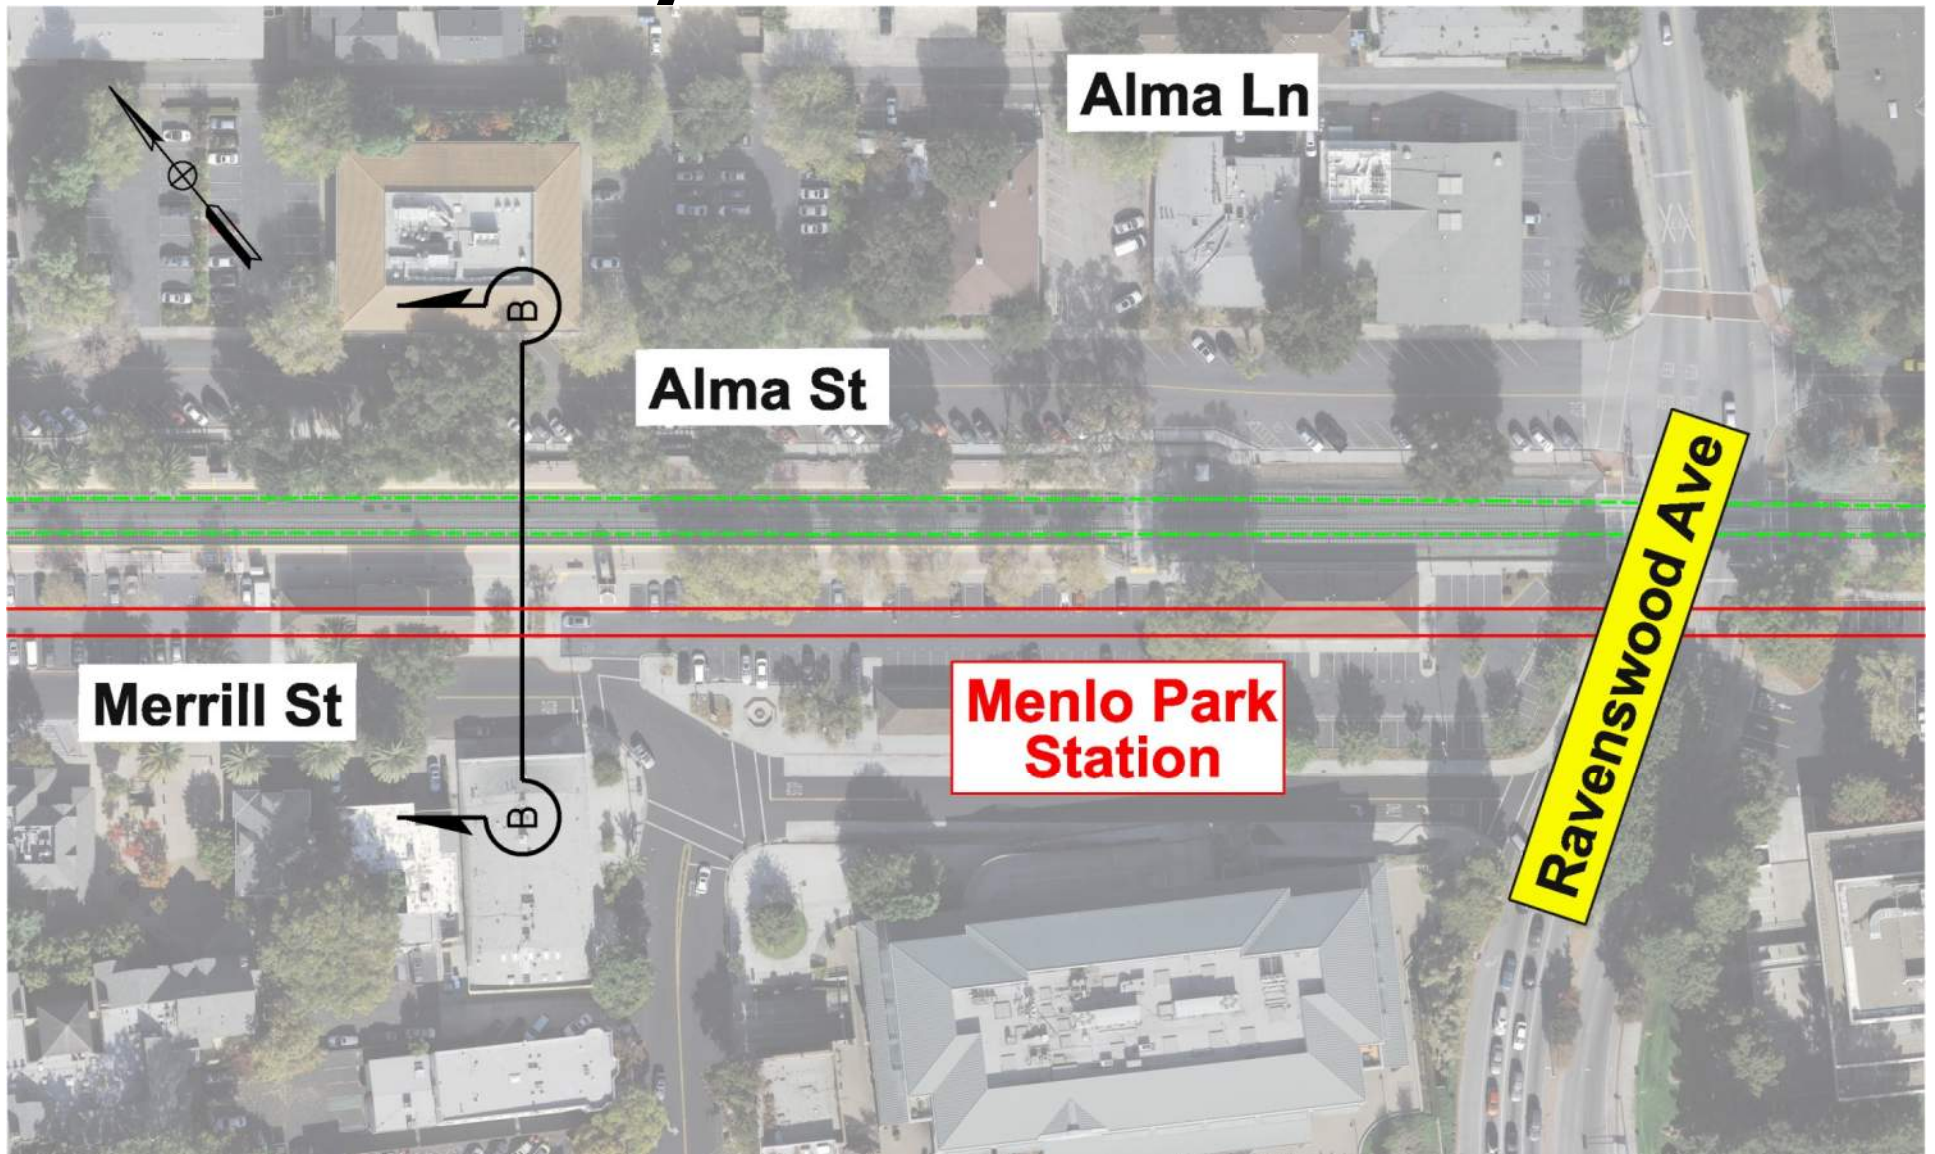 Alma Ln
B
Alma St
Ravenswood Ave
Merrill St
Menlo Park
Station
B